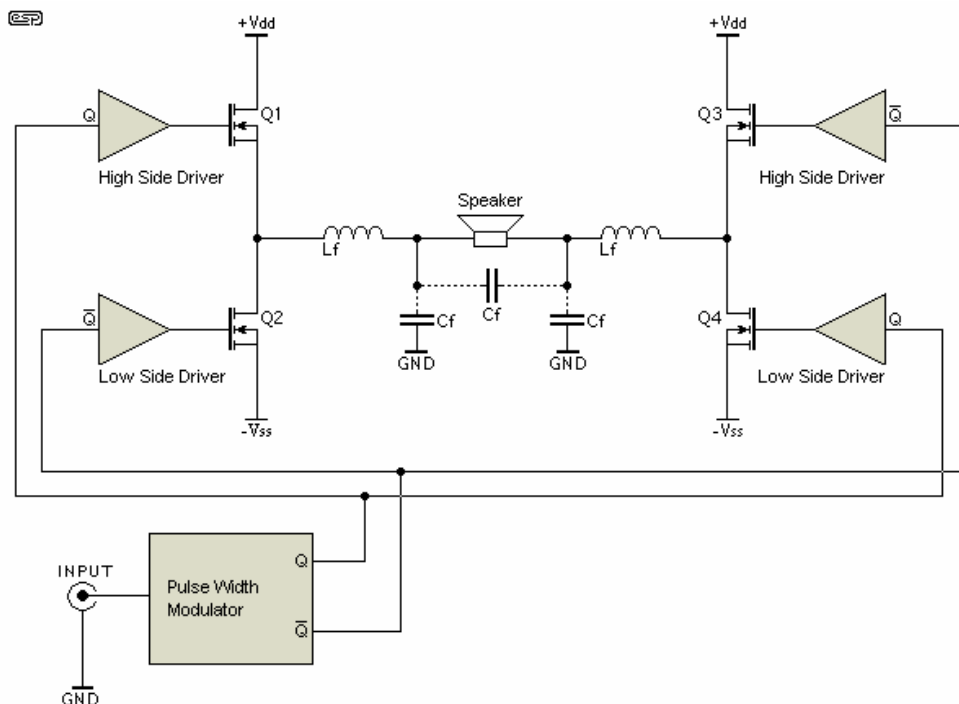 ESP
+Vdd
+Vdd
Q
Q1
Q3
Q̅
High Side Driver
High Side Driver
Speaker
Lf
Lf
Q̅
Q2
Cf
Cf
Cf
Q4
Q
GND
GND
Low Side Driver
Low Side Driver
-Vss
-Vss
INPUT
Pulse Width
Modulator
Q
Q̅
GND